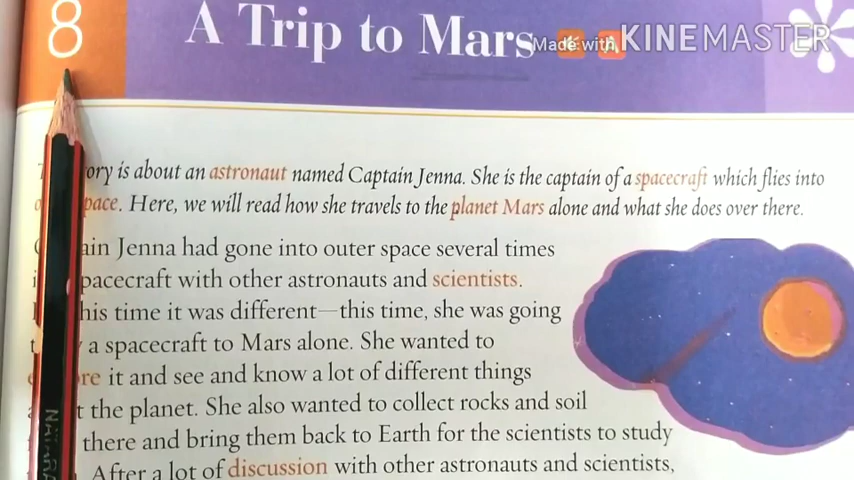 8
A Trip to Mars
Made with KINEMASTER
ory is about an astronaut named Captain Jenna. She is the captain of a spacecraft which flies into
pace. Here, we will read how she travels to the planet Mars alone and what she does over there.
ain Jenna had gone into outer space several times
pacecraft with other astronauts and scientists.
his time it was different—this time, she was going
a spacecraft to Mars alone. She wanted to
re it and see and know a lot of different things
t the planet. She also wanted to collect rocks and soil
there and bring them back to Earth for the scientists to study
After a lot of discussion with other astronauts and scientists,
NATARA